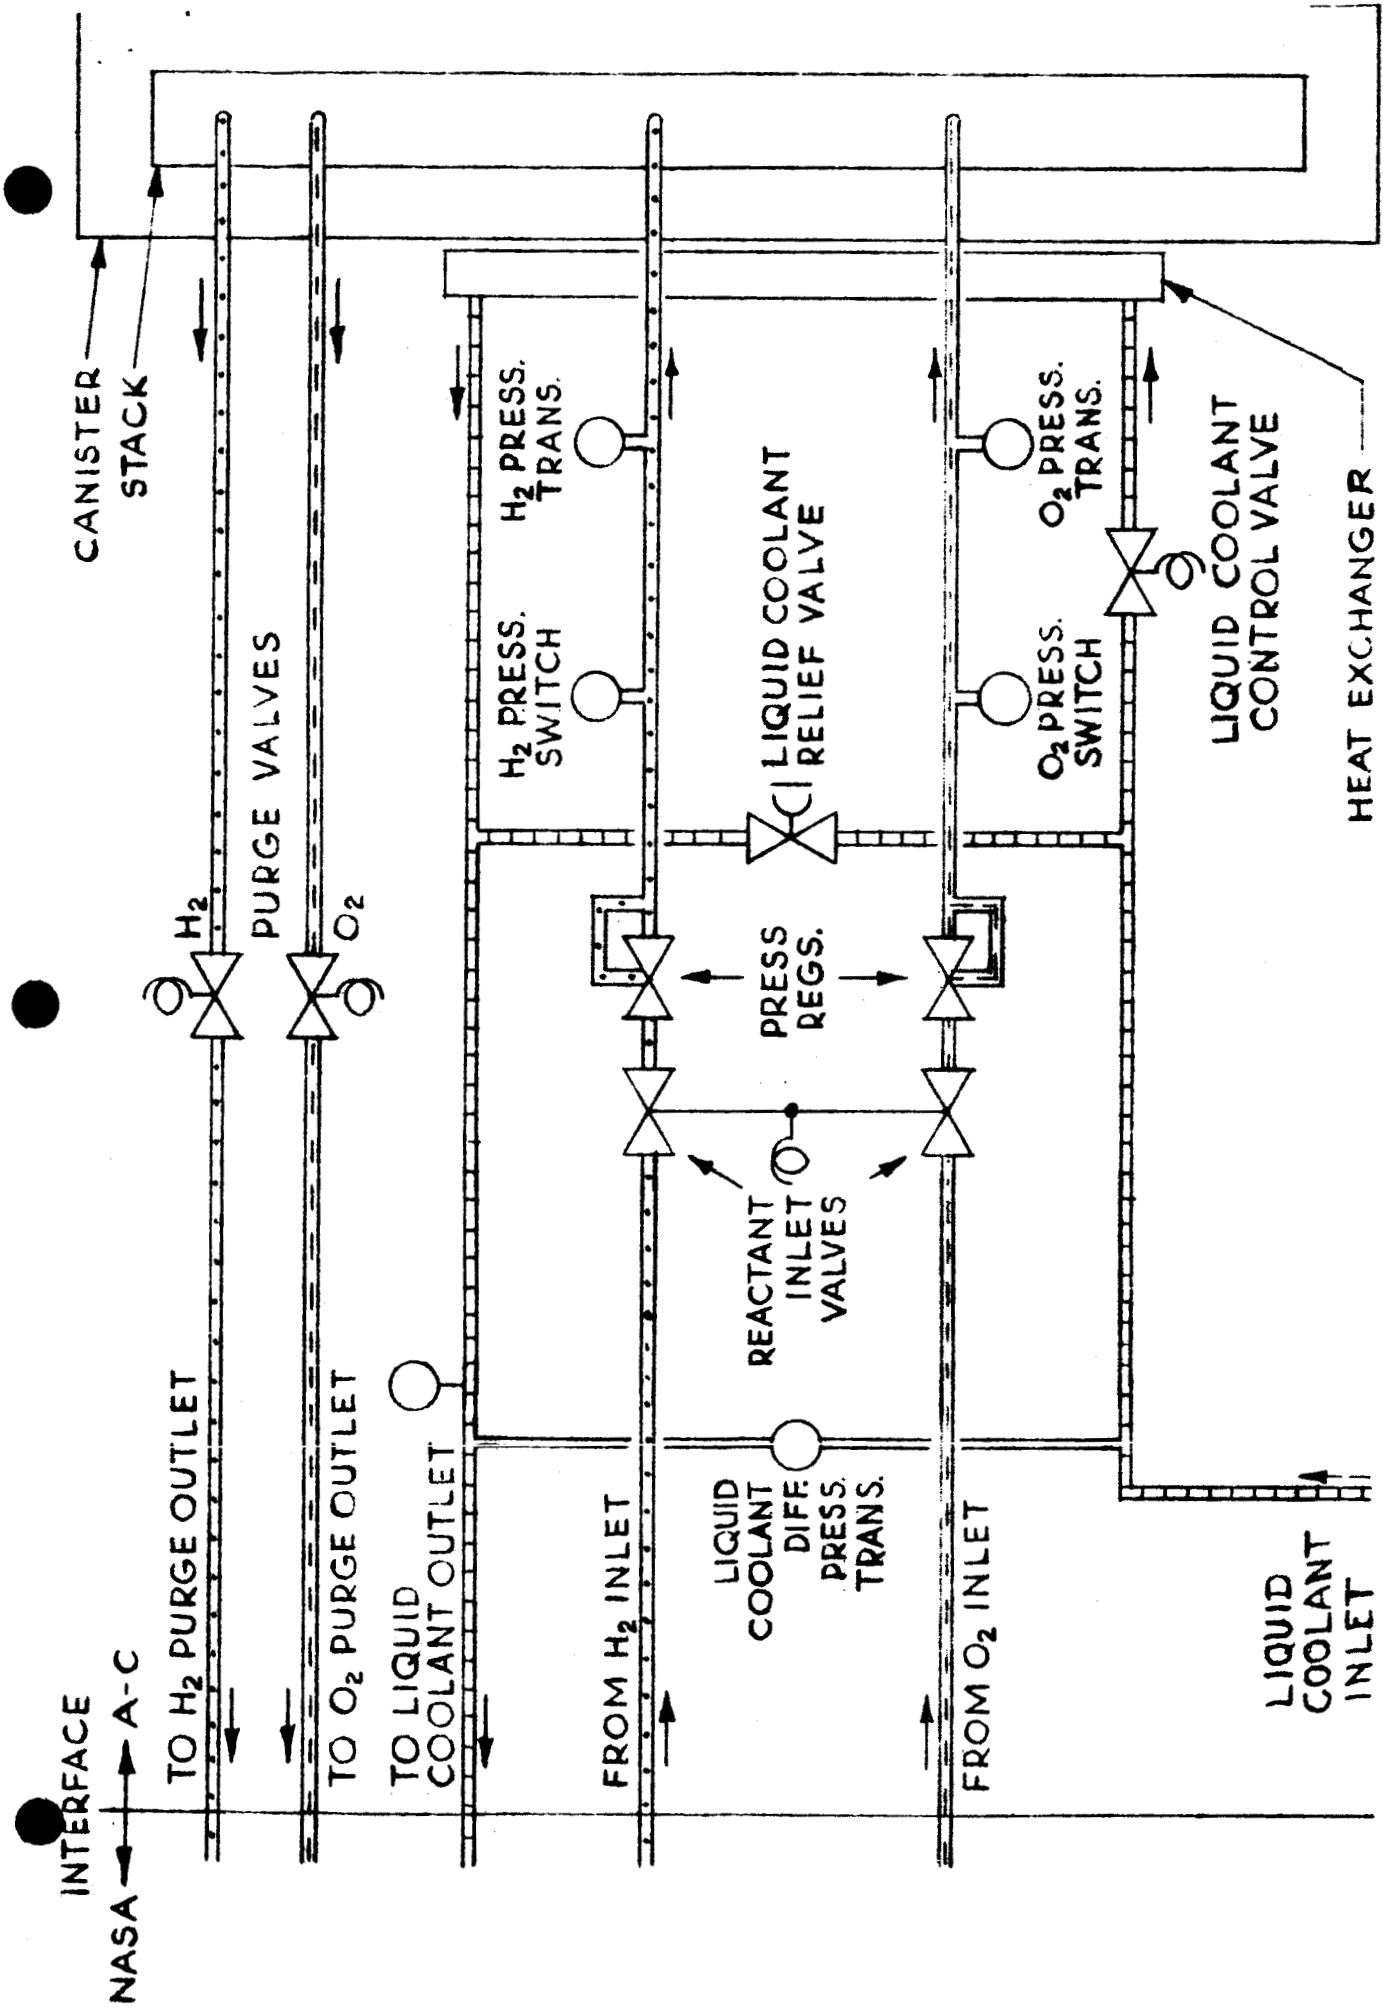 INTERFACE
NASA A-C
TO H2 PURGE OUTLET
TO O2 PURGE OUTLET
TO LIQUID
COOLANT OUTLET
FROM H2 INLET
LIQUID
COOLANT
DIFF.
PRESS.
TRANS.
FROM O2 INLET
LIQUID
COOLANT
INLET
H2
PURGE VALVES
O2
REACTANT
INLET
VALVES
PRESS
REGS.
H2 PRESS.
SWITCH
LIQUID COOLANT
RELIEF VALVE
O2 PRESS.
SWITCH
CANISTER
STACK
H2 PRESS.
TRANS.
O2 PRESS.
TRANS.
LIQUID COOLANT
CONTROL VALVE
HEAT EXCHANGER